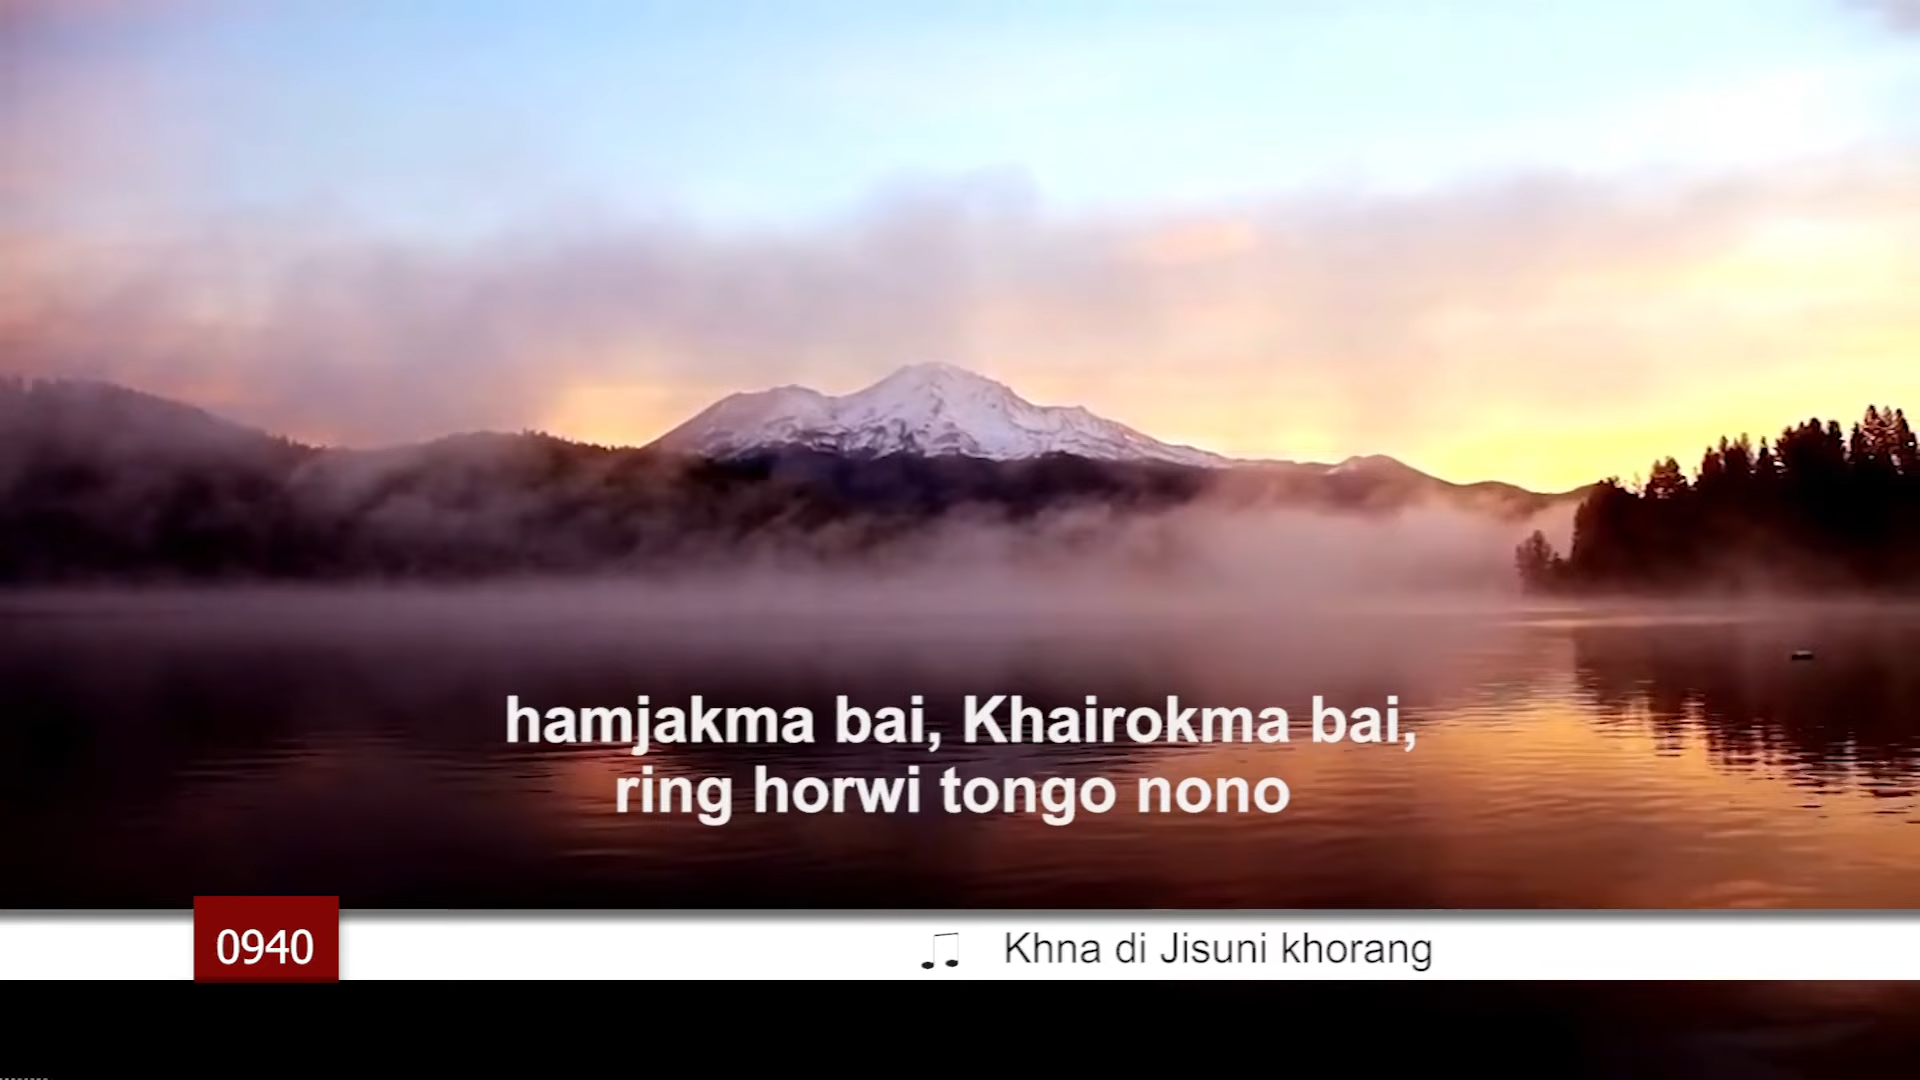 hamjakma bai, Khairokma bai,
ring horwi tongo nono
0940
Khna di Jisuni khorang